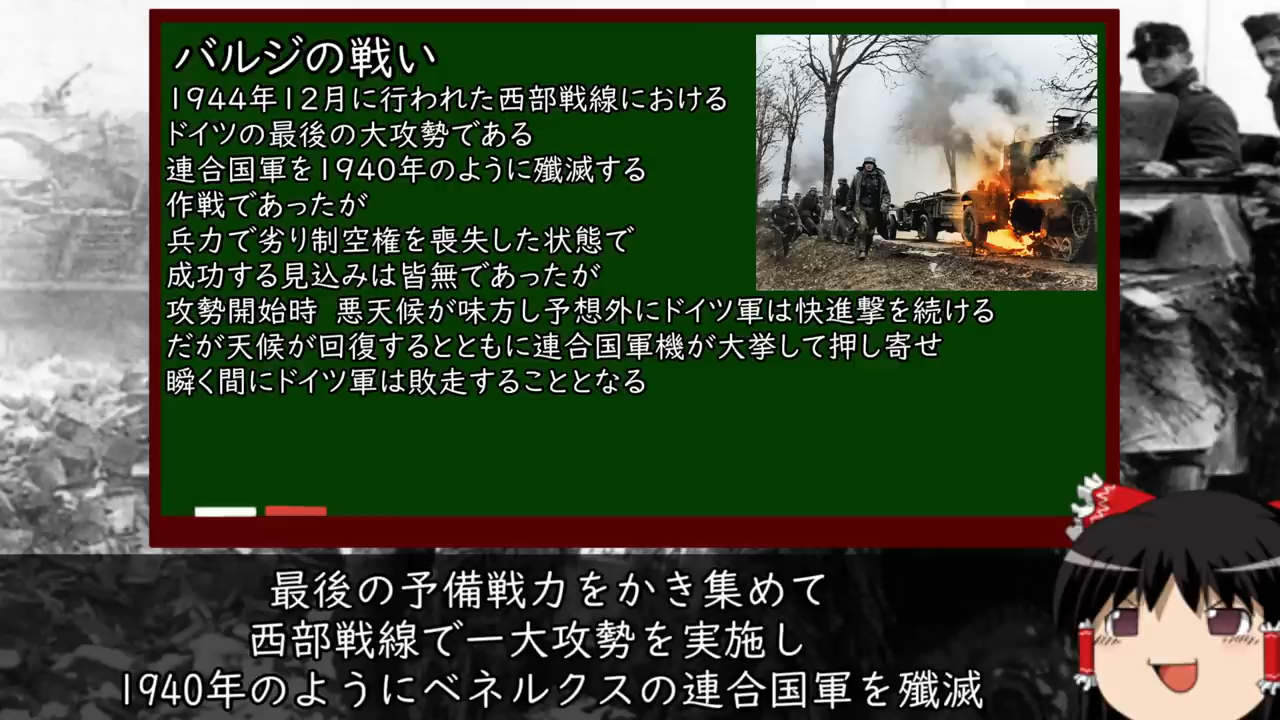 バルジの戦い
1944年12月に行われた西部戦線における
ドイツの最後の大攻勢である
連合国軍を1940年のように殲滅する
作戦であったが
兵力で劣り制空権を喪失した状態で
成功する見込みは皆無であったが
攻勢開始時 悪天候が味方し予想外にドイツ軍は快進撃を続ける
だが天候が回復するとともに連合国軍機が大挙して押し寄せ
瞬く間にドイツ軍は敗走することとなる
最後の予備戦力をかき集めて
西部戦線で一大攻勢を実施し
1940年のようにベネルクスの連合国軍を殲滅